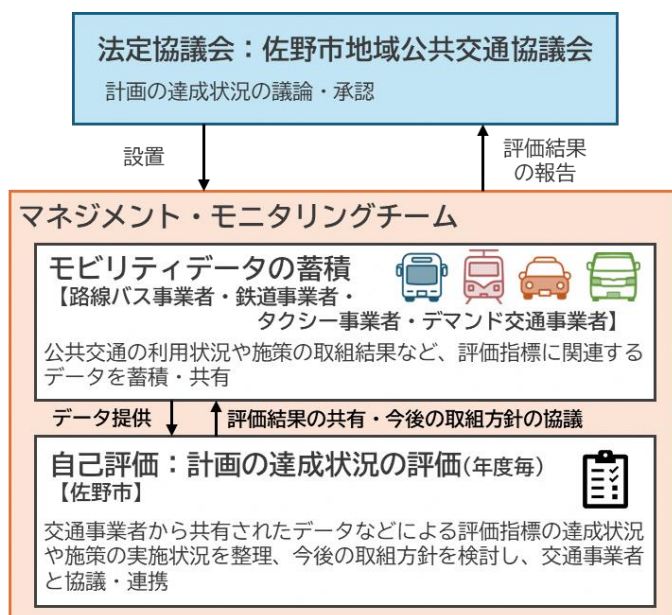 法定協議会：佐野市地域公共交通協議会
計画の達成状況の議論・承認
設置
評価結果
の報告
マネジメント・モニタリングチーム
モビリティデータの蓄積
【路線バス事業者・鉄道事業者・
タクシー事業者・デマンド交通事業者】
公共交通の利用状況や施策の取組結果など、評価指標に関連する
データを蓄積・共有
データ提供
評価結果の共有・今後の取組方針の協議
自己評価：計画の達成状況の評価(年度毎)
【佐野市】
交通事業者から共有されたデータなどによる評価指標の達成状況
や施策の実施状況を整理、今後の取組方針を検討し、交通事業者
と協議・連携